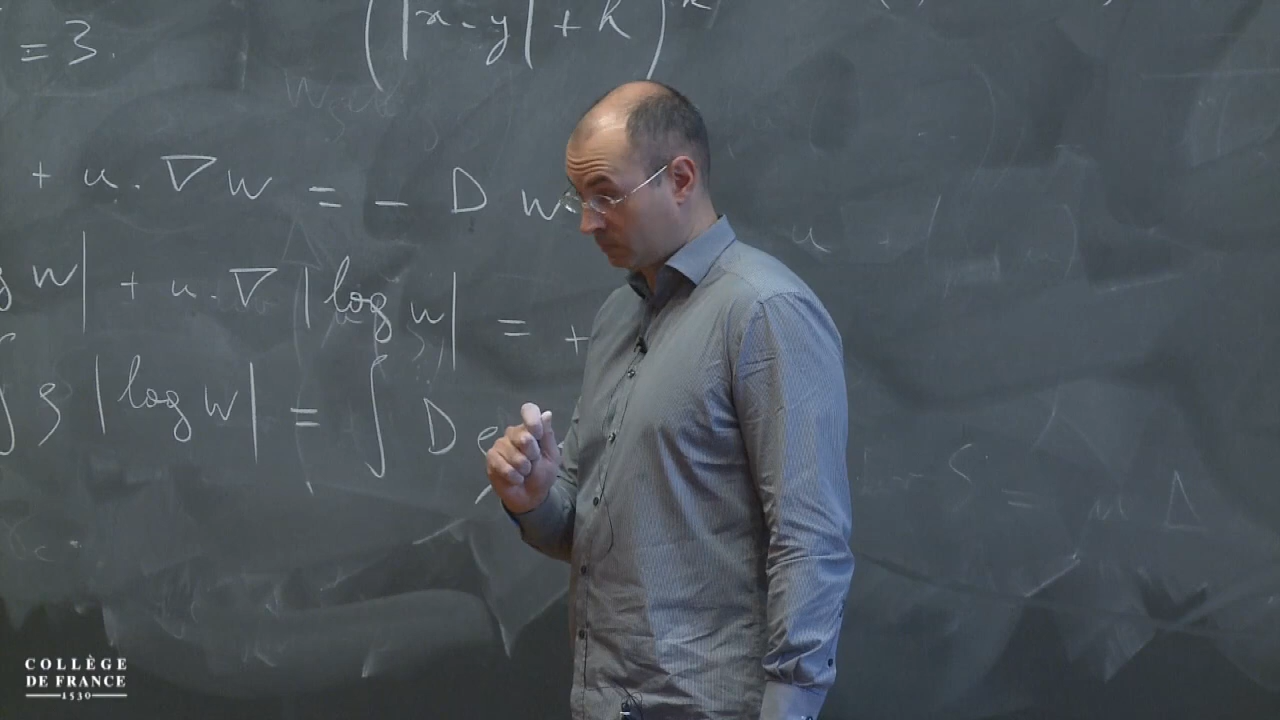 = 3.
( |x - y| + h )^k
+ u . ∇ w = - D w
g w| + u . ∇ | log w | = +
∫ ρ | log w | = ∫ D
COLLÈGE
DE FRANCE
1530